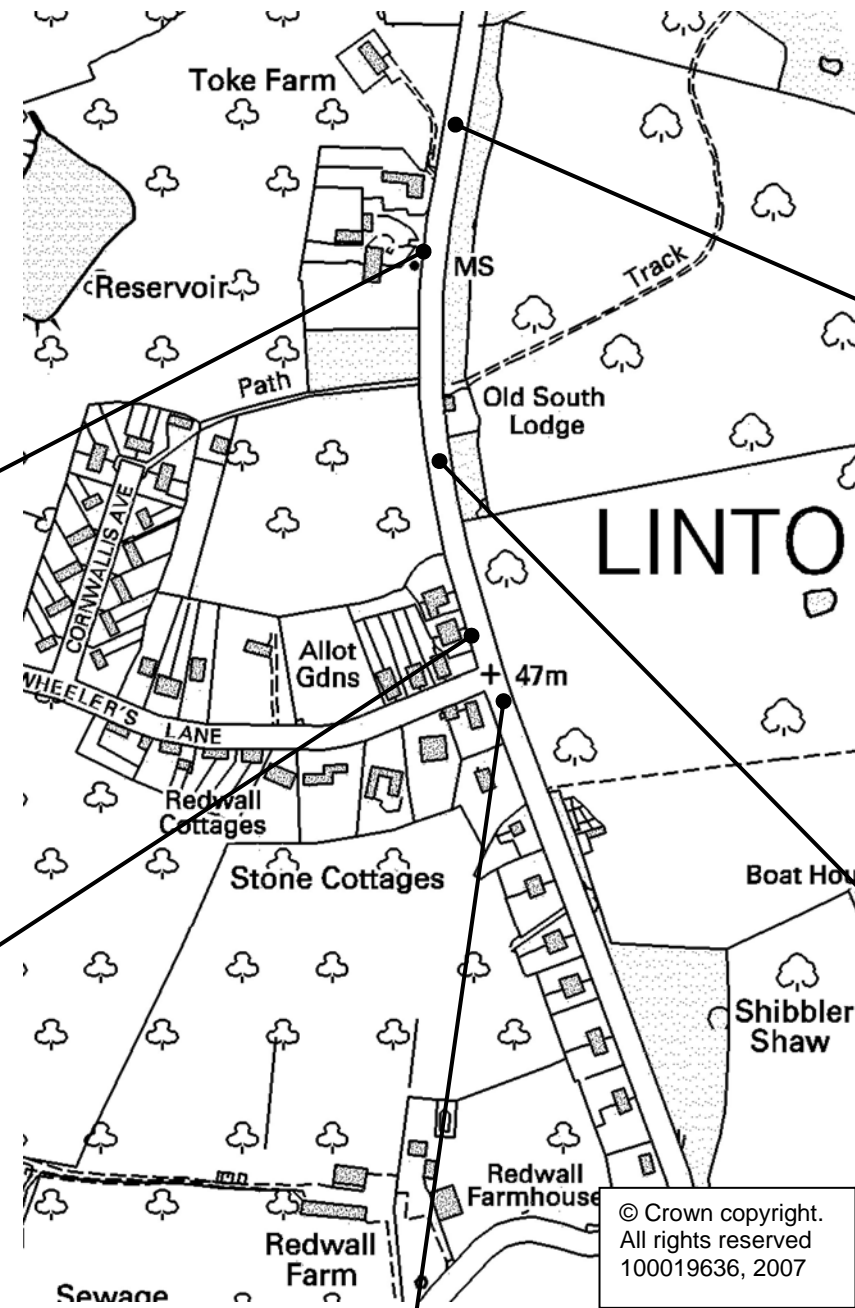 Toke Farm
MS
Reservoir
Track
Path
Old South
Lodge
LINTO
CORNWALLIS AVE
Allot
Gdns
47m
WHEELER'S LANE
Redwall
Cottages
Stone Cottages
Boat Hou
Shibbler
Shaw
Redwall
Farmhouse
Redwall
Farm
Sewage
© Crown copyright.
All rights reserved
100019636, 2007